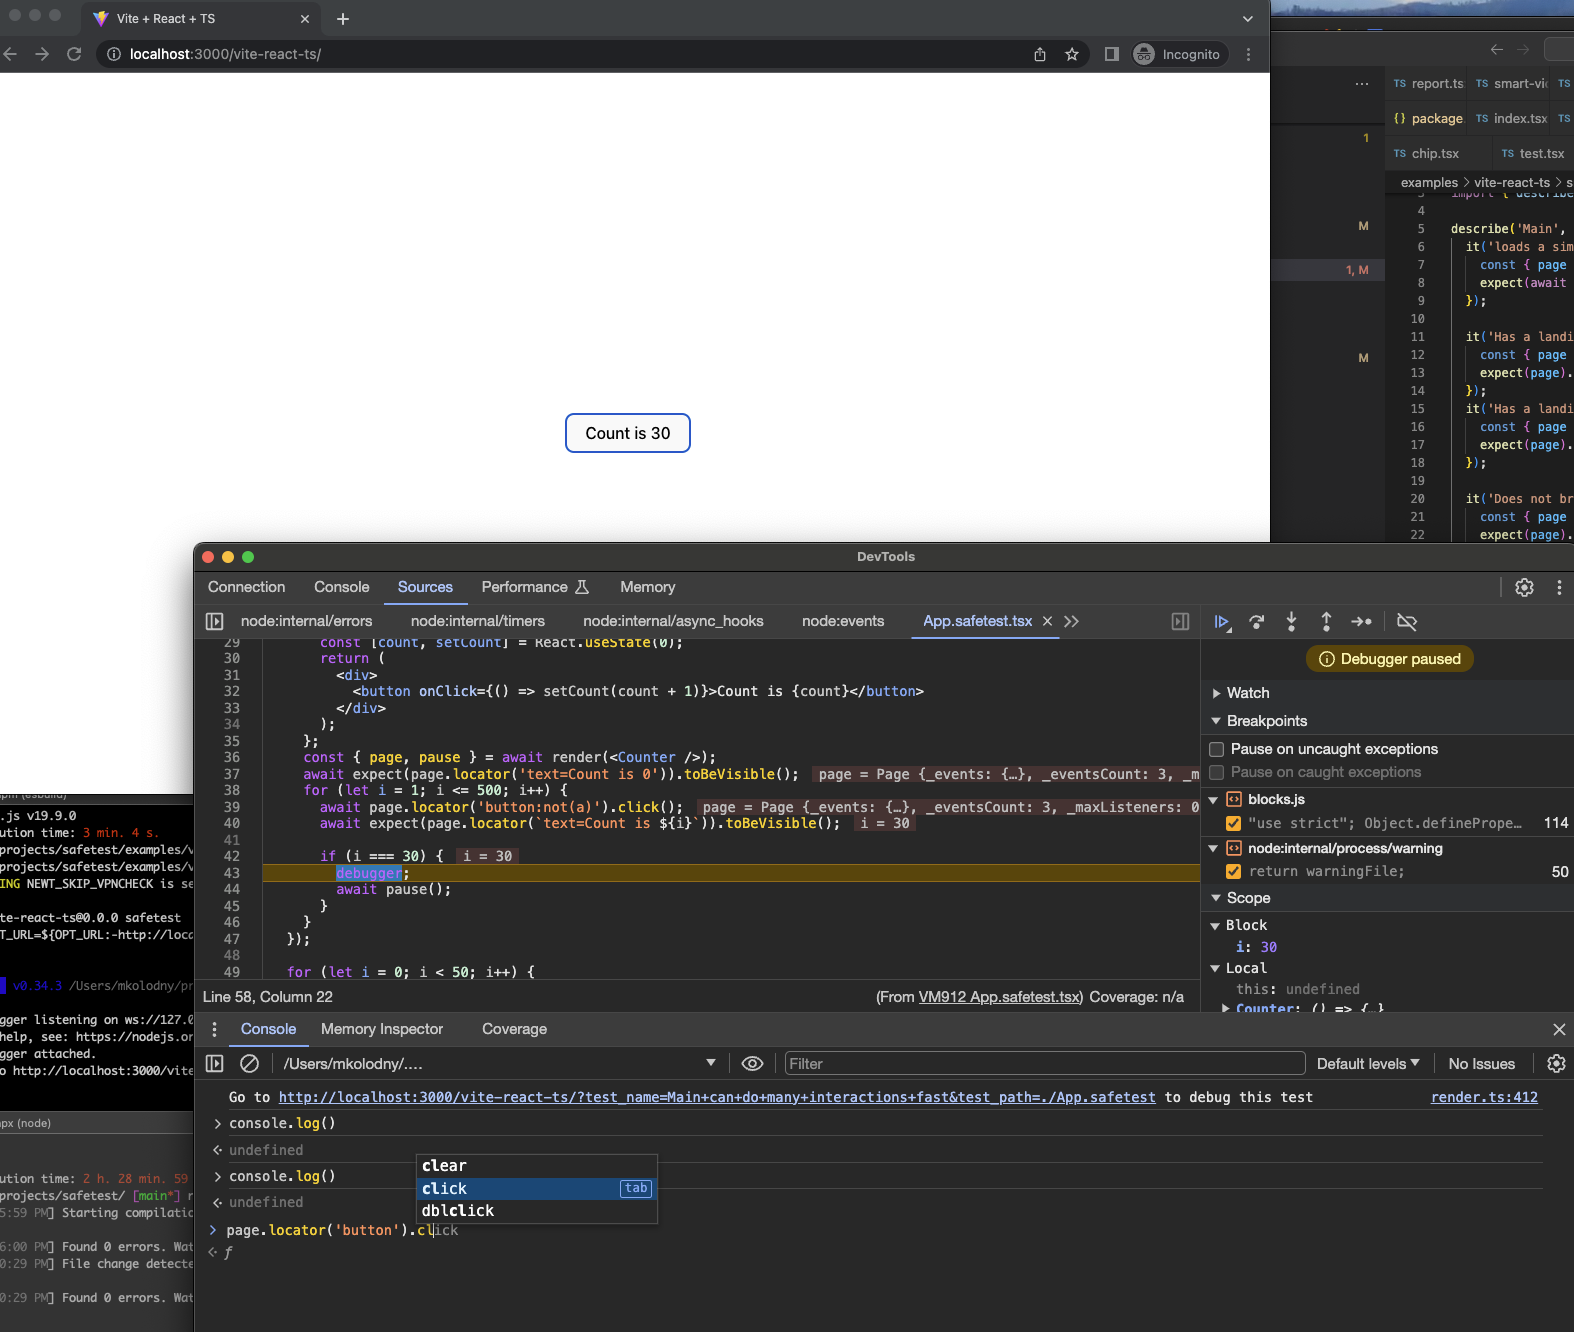 Vite + React + TS
localhost:3000/vite-react-ts/
Incognito
TS report.ts
TS smart-vi
TS
{} package
TS index.tsx
TS
TS chip.tsx
TS test.tsx
examples > vite-react-ts > s
1
M
1, M
M
3 import { describe
4
5 describe('Main',
6 it('loads a sim
7 const { page
8 expect(await
9 });
10
11 it('Has a landi
12 const { page
13 expect(page).
14 });
15 it('Has a landi
16 const { page
17 expect(page).
18 });
19
20 it('Does not br
21 const { page
22 expect(page).
Count is 30
DevTools
Connection Console Sources Performance Memory
node:internal/errors node:internal/timers node:internal/async_hooks node:events App.safetest.tsx
29 const [count, setCount] = React.useState(0);
30 return (
31 <div>
32 <button onClick={() => setCount(count + 1)}>Count is {count}</button>
33 </div>
34 );
35 };
36 const { page, pause } = await render(<Counter />);
37 await expect(page.locator('text=Count is 0')).toBeVisible(); page = Page {_events: {…}, _eventsCount: 3, _m
38 for (let i = 1; i <= 500; i++) {
39 await page.locator('button:not(a)').click(); page = Page {_events: {…}, _eventsCount: 3, _maxListeners: 0
40 await expect(page.locator(`text=Count is ${i}`)).toBeVisible(); i = 30
41
42 if (i === 30) { i = 30
43 debugger;
44 await pause();
45 }
46 }
47 });
48
49 for (let i = 0; i < 50; i++) {
Line 58, Column 22
(From VM912 App.safetest.tsx) Coverage: n/a
Debugger paused
Watch
Breakpoints
Pause on uncaught exceptions
Pause on caught exceptions
blocks.js
"use strict"; Object.definePrope… 114
node:internal/process/warning
return warningFile; 50
Scope
Block
i: 30
Local
this: undefined
Counter: () => {…}
Console Memory Inspector Coverage
/Users/mkolodny/....
Filter
Default levels
No Issues
Go to http://localhost:3000/vite-react-ts/?test_name=Main+can+do+many+interactions+fast&test_path=./App.safetest to debug this test render.ts:412
> console.log()
undefined
> console.log()
undefined
clear
click tab
dblclick
> page.locator('button').click
f
npm (esbuild)
.js v19.9.0
ution time: 3 min. 4 s.
projects/safetest/examples/v
projects/safetest/examples/v
ING NEWT_SKIP_VPNCHECK is se
te-react-ts@0.0.0 safetest
T_URL=${OPT_URL:-http://loca
v0.34.3 /Users/mkolodny/pr
gger listening on ws://127.0
help, see: https://nodejs.or
gger attached.
o http://localhost:3000/vite
npx (node)
ution time: 2 h. 28 min. 59
projects/safetest/ [main*] n
5:59 PM] Starting compilatio
6:00 PM] Found 0 errors. Wat
0:29 PM] File change detecte
0:29 PM] Found 0 errors. Wat